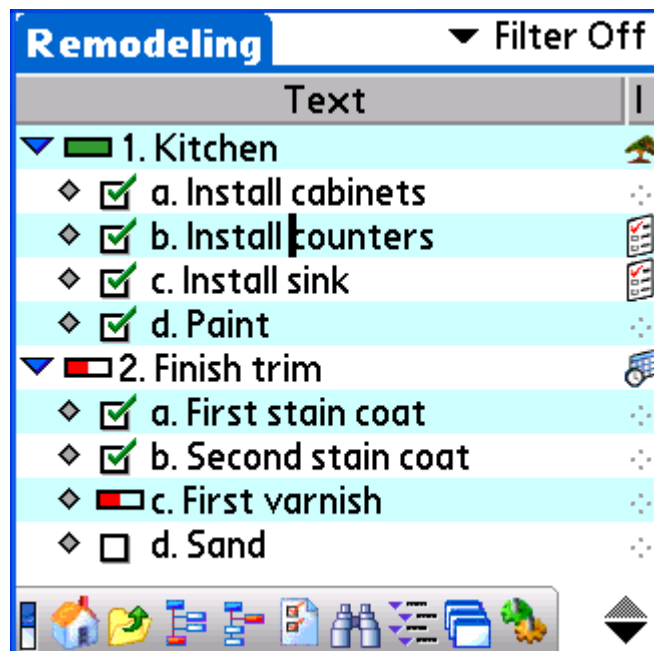 Remodeling
Filter Off
Text
I
1. Kitchen
a. Install cabinets
b. Install counters
c. Install sink
d. Paint
2. Finish trim
a. First stain coat
b. Second stain coat
c. First varnish
d. Sand